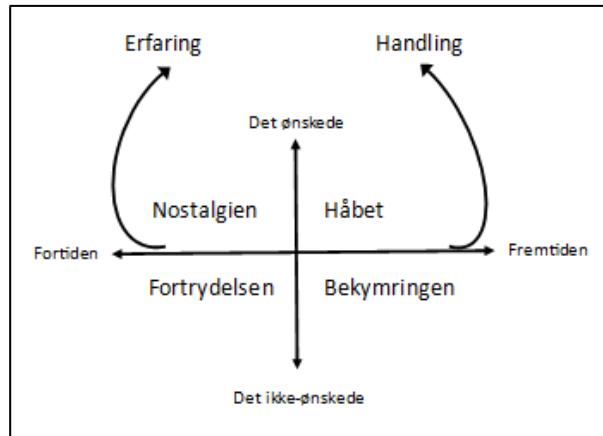 Erfaring
Handling
Det ønskede
Nostalgien
Håbet
Fortiden
Fremtiden
Fortrydelsen
Bekymringen
Det ikke-ønskede